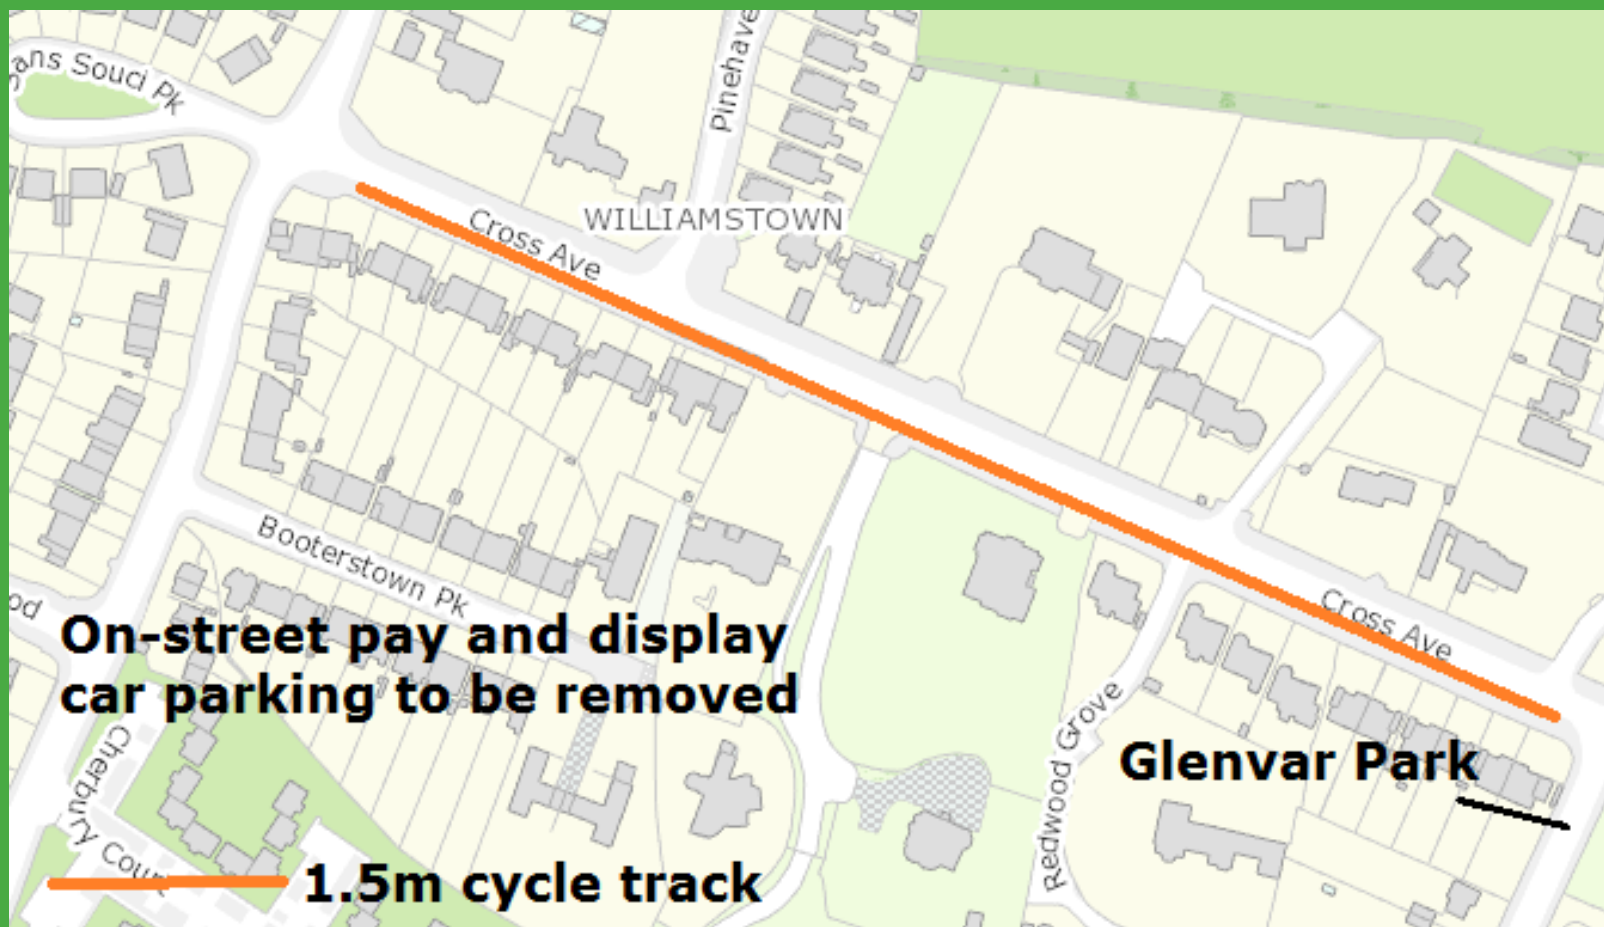 ans Souci Pk
Pinehave
Cross Ave
WILLIAMSTOWN
Booterstown Pk
od
On-street pay and display
car parking to be removed
Cross Ave
Redwood Grove
Glenvar Park
Cherbury Court
1.5m cycle track